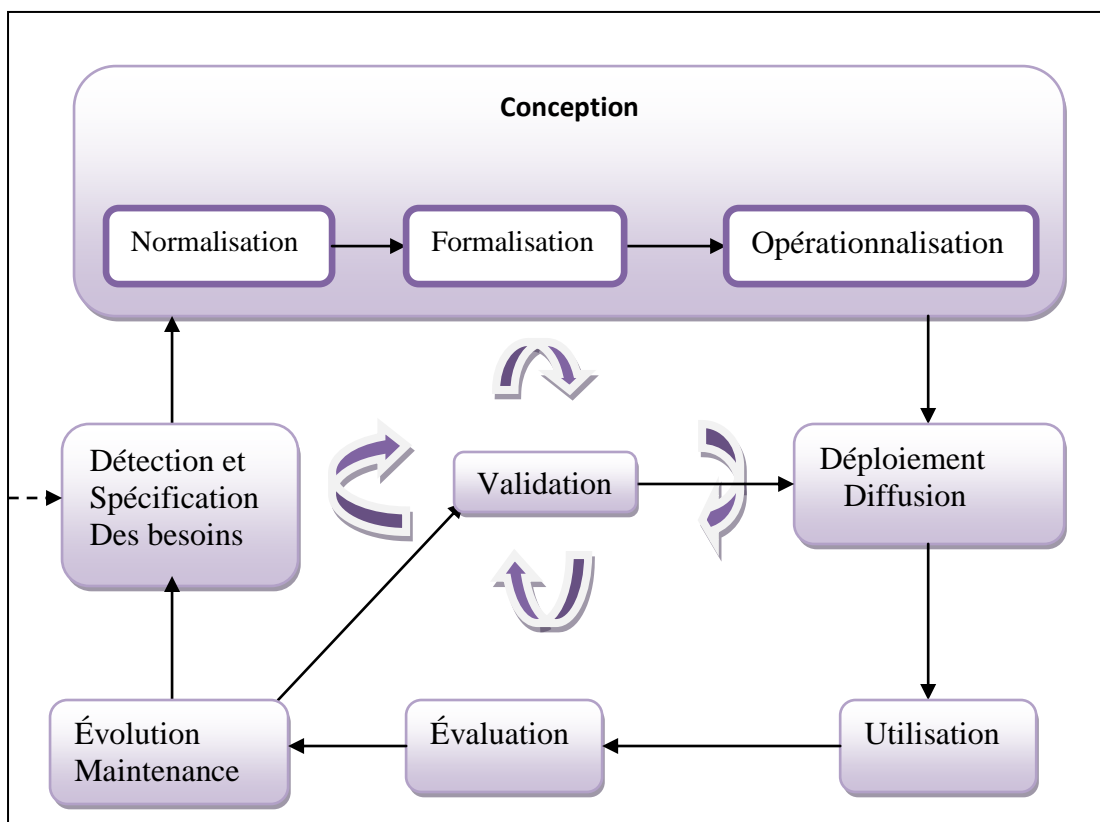 Conception
Normalisation
Formalisation
Opérationnalisation
Détection et
Spécification
Des besoins
Validation
Déploiement
Diffusion
Évolution
Maintenance
Évaluation
Utilisation